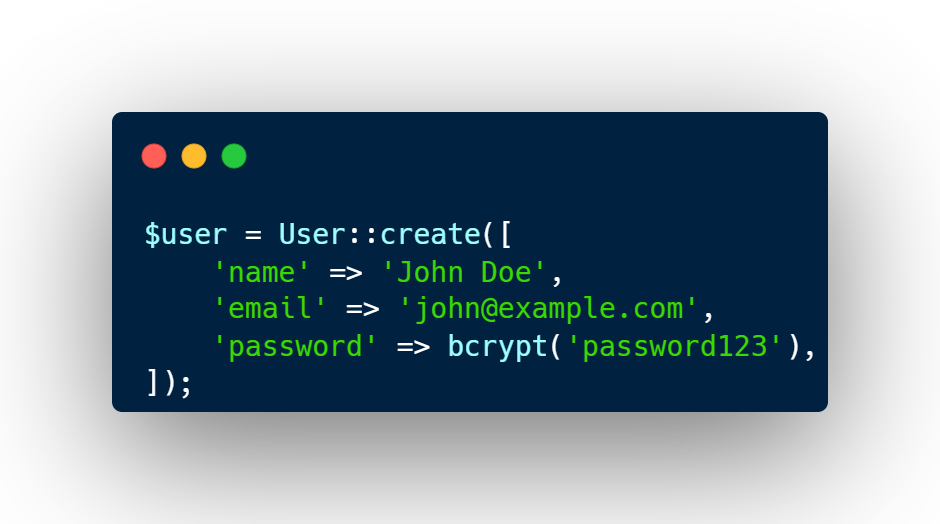 $user = User::create([
    'name' => 'John Doe',
    'email' => 'john@example.com',
    'password' => bcrypt('password123'),
]);